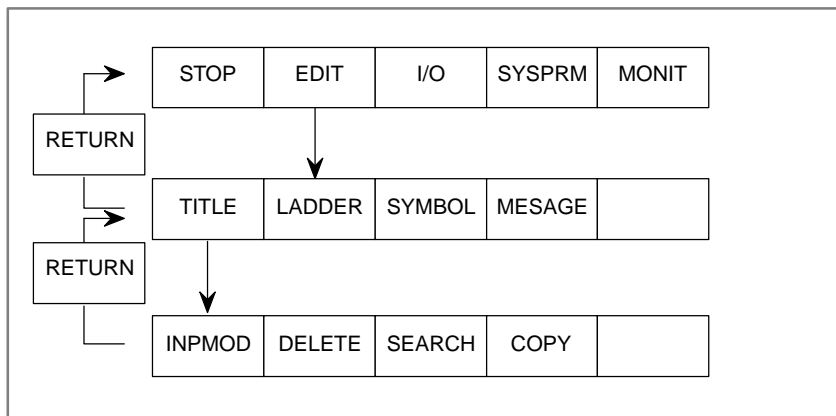 STOP EDIT I/O SYSPRM MONIT
RETURN
TITLE LADDER SYMBOL MESAGE
RETURN
INPMOD DELETE SEARCH COPY